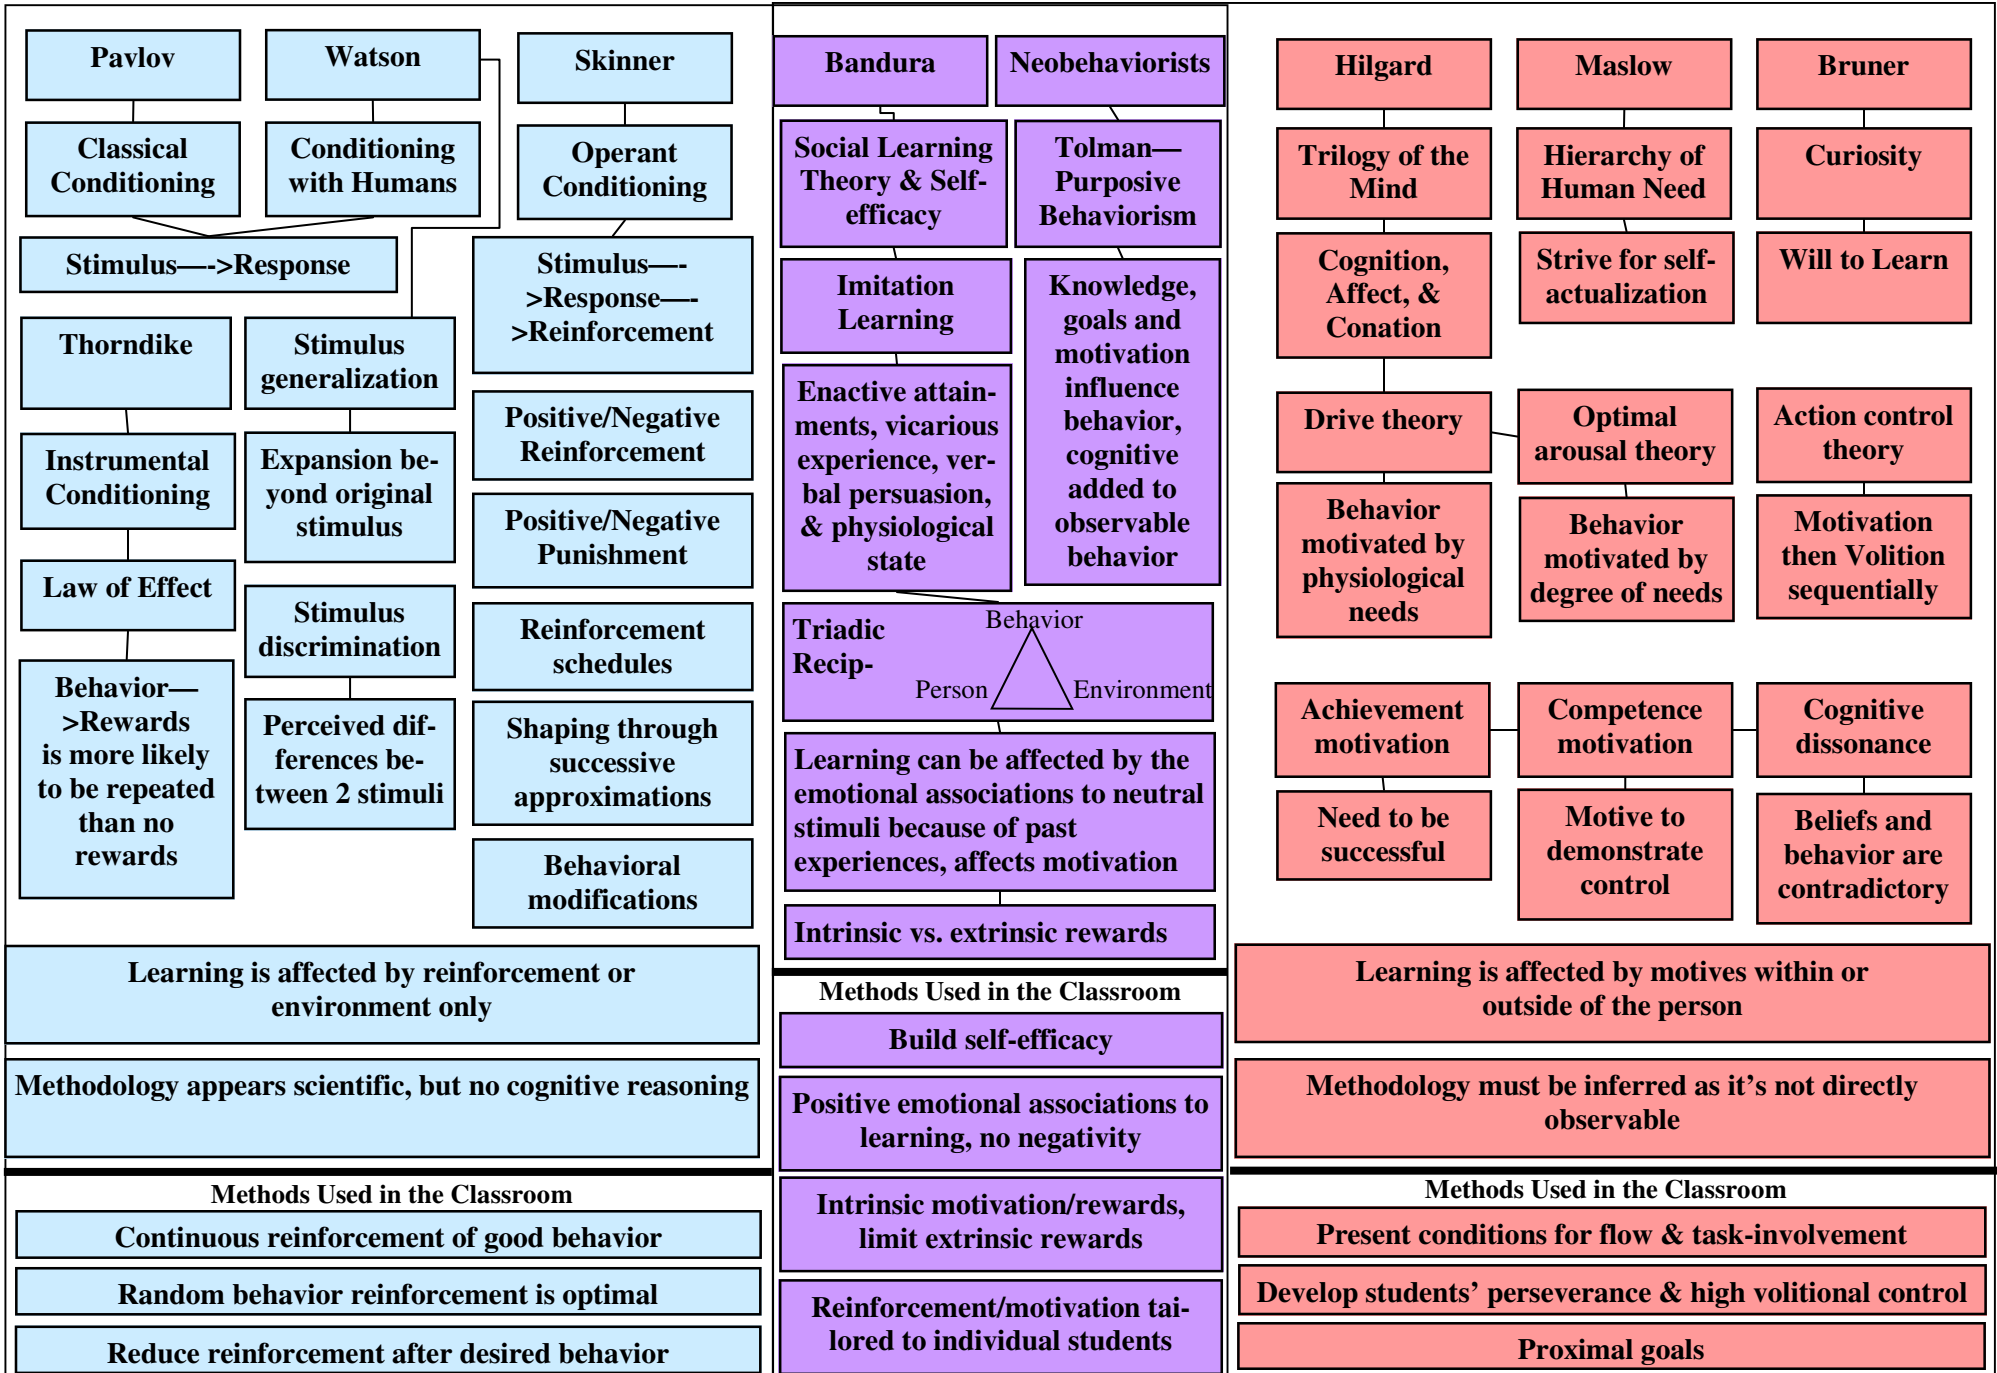 Pavlov
Classical
Conditioning
Watson
Conditioning
with Humans
Stimulus—->Response
Skinner
Operant
Conditioning
Stimulus—-
>Response—-
>Reinforcement
Thorndike
Instrumental
Conditioning
Law of Effect
Behavior—
>Rewards
is more likely
to be repeated
than no
rewards
Stimulus
generalization
Expansion be-
yond original
stimulus
Stimulus
discrimination
Perceived dif-
ferences be-
tween 2 stimuli
Positive/Negative
Reinforcement
Positive/Negative
Punishment
Reinforcement
schedules
Shaping through
successive
approximations
Behavioral
modifications
Learning is affected by reinforcement or
environment only
Methodology appears scientific, but no cognitive reasoning
Methods Used in the Classroom
Continuous reinforcement of good behavior
Random behavior reinforcement is optimal
Reduce reinforcement after desired behavior
Bandura
Social Learning
Theory & Self-
efficacy
Imitation
Learning
Enactive attain-
ments, vicarious
experience, ver-
bal persuasion,
& physiological
state
Neobehaviorists
Tolman—
Purposive
Behaviorism
Knowledge,
goals and
motivation
influence
behavior,
cognitive
added to
observable
behavior
Triadic
Recip-
Behavior
Person
Environment
Learning can be affected by the
emotional associations to neutral
stimuli because of past
experiences, affects motivation
Intrinsic vs. extrinsic rewards
Methods Used in the Classroom
Build self-efficacy
Positive emotional associations to
learning, no negativity
Intrinsic motivation/rewards,
limit extrinsic rewards
Reinforcement/motivation tai-
lored to individual students
Hilgard
Trilogy of the
Mind
Cognition,
Affect, &
Conation
Maslow
Hierarchy of
Human Need
Strive for self-
actualization
Bruner
Curiosity
Will to Learn
Drive theory
Behavior
motivated by
physiological
needs
Optimal
arousal theory
Behavior
motivated by
degree of needs
Action control
theory
Motivation
then Volition
sequentially
Achievement
motivation
Need to be
successful
Competence
motivation
Motive to
demonstrate
control
Cognitive
dissonance
Beliefs and
behavior are
contradictory
Learning is affected by motives within or
outside of the person
Methodology must be inferred as it’s not directly
observable
Methods Used in the Classroom
Present conditions for flow & task-involvement
Develop students’ perseverance & high volitional control
Proximal goals